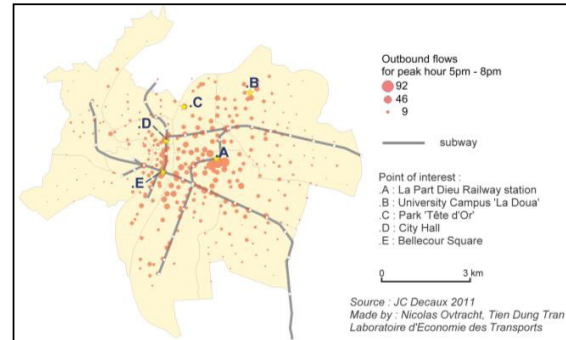 Outbound flows
for peak hour 5pm - 8pm
92
46
9
subway
Point of interest :
.A : La Part Dieu Railway station
.B : University Campus 'La Doua'
.C : Park 'Tête d'Or'
.D : City Hall
.E : Bellecour Square
0 3 km
Source : JC Decaux 2011
Made by : Nicolas Ovtracht, Tien Dung Tran
Laboratoire d'Economie des Transports
.B
.C
.D
.A
.E